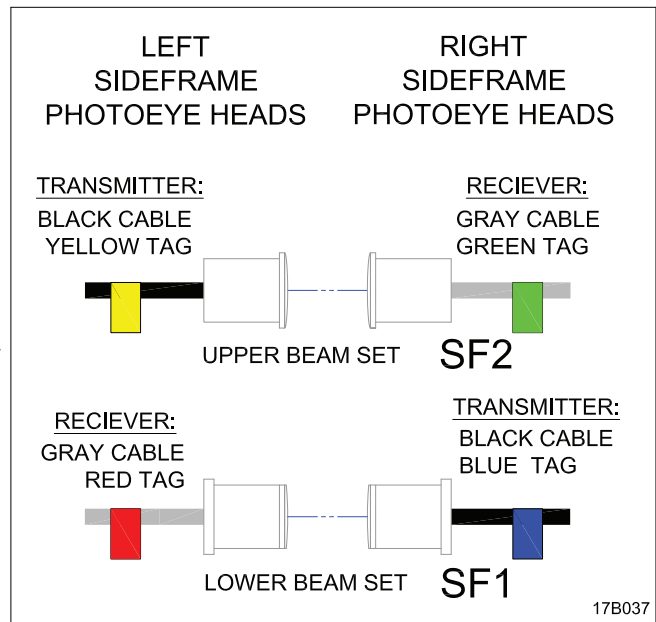 LEFT
SIDEFRAME
PHOTOEYE HEADS
RIGHT
SIDEFRAME
PHOTOEYE HEADS
TRANSMITTER:
BLACK CABLE
YELLOW TAG
RECIEVER:
GRAY CABLE
GREEN TAG
UPPER BEAM SET SF2
RECIEVER:
GRAY CABLE
RED TAG
TRANSMITTER:
BLACK CABLE
BLUE TAG
LOWER BEAM SET SF1
17B037